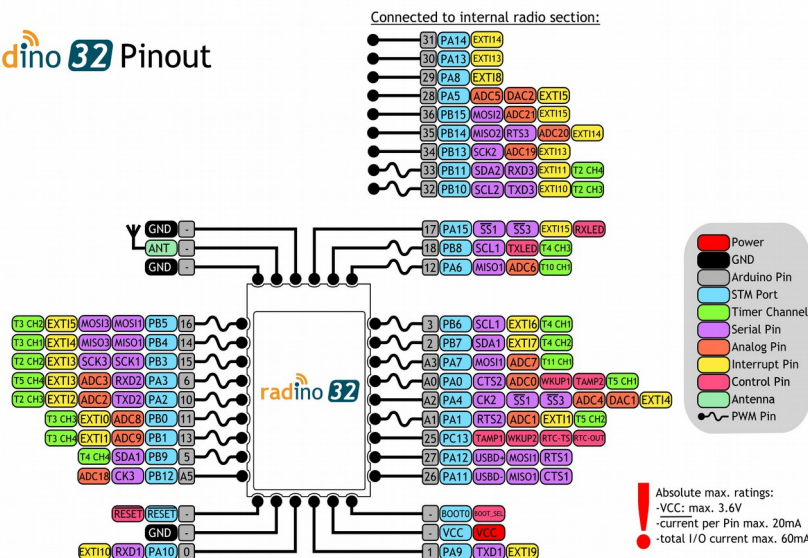 Connected to internal radio section:
dino 32 Pinout
31 PA14 EXTI14
30 PA13 EXTI13
29 PA8 EXTI8
28 PA5 ADC5 DAC2 EXTI5
36 PB15 MOSI2 ADC21 EXTI15
35 PB14 MISO2 RTS3 ADC20 EXTI14
34 PB13 SCK2 ADC19 EXTI13
33 PB11 SDA2 RXD3 EXTI11 T2 CH4
32 PB10 SCL2 TXD3 EXTI10 T2 CH3
GND -
ANT -
GND -
17 PA15 SS1 SS3 EXTI15 RXLED
18 PB8 SCL1 TXLED T4 CH3
12 PA6 MISO1 ADC6 T10 CH1
Power
GND
Arduino Pin
STM Port
Timer Channel
Serial Pin
Analog Pin
Interrupt Pin
Control Pin
Antenna
PWM Pin
T3 CH2 EXTI5 MOSI3 MOSI1 PB5 16
T3 CH1 EXTI4 MISO3 MISO1 PB4 14
T2 CH2 EXTI3 SCK3 SCK1 PB3 15
T5 CH4 EXTI3 ADC3 RXD2 PA3 6
T2 CH3 EXTI2 ADC2 TXD2 PA2 10
T3 CH3 EXTI0 ADC8 PB0 11
T3 CH4 EXTI1 ADC9 PB1 13
T4 CH4 SDA1 PB9 5
ADC18 CK3 PB12 A5
radino 32
3 PB6 SCL1 EXTI6 T4 CH1
2 PB7 SDA1 EXTI7 T4 CH2
A3 PA7 MOSI1 ADC7 T11 CH1
A0 PA0 CTS2 ADC0 WKUP1 TAMP2 T5 CH1
A2 PA4 CK2 SS1 SS3 ADC4 DAC1 EXTI4
A1 PA1 RTS2 ADC1 EXTI1 T5 CH2
25 PC13 TAMP1 WKUP2 RTC-TS RTC-OUT
27 PA12 USBD+ MOSI1 RTS1
26 PA11 USBD- MISO1 CTS1
RESET RESET -
GND -
EXTI10 RXD1 PA10 0
- BOOT0 BOOT_SEL
- VCC VCC
1 PA9 TXD1 EXTI9
Absolute max. ratings:
-VCC: max. 3.6V
-current per Pin max. 20mA
-total I/O current max. 60mA